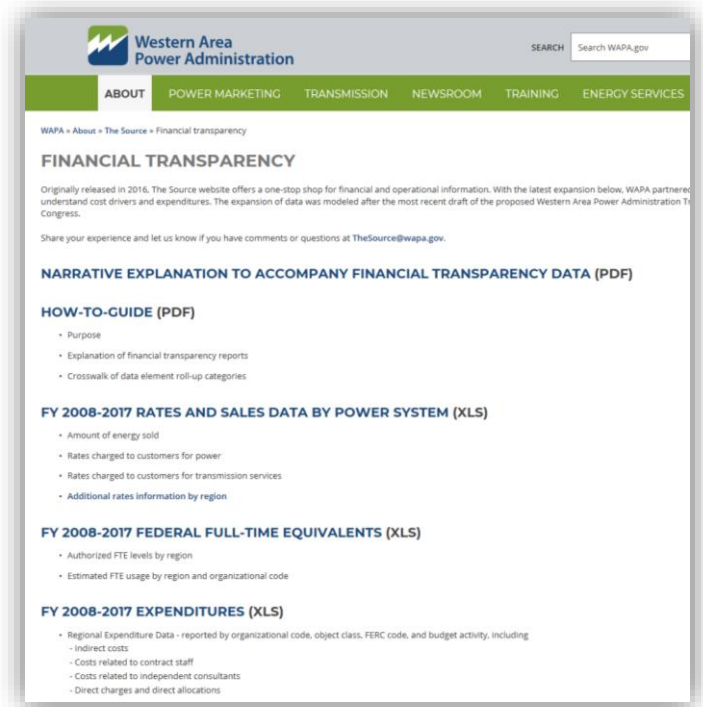 Western Area
Power Administration
SEARCH Search WAPA.gov
ABOUT POWER MARKETING TRANSMISSION NEWSROOM TRAINING ENERGY SERVICES
WAPA » About » The Source » Financial transparency
FINANCIAL TRANSPARENCY
Originally released in 2016, The Source website offers a one-stop shop for financial and operational information. With the latest expansion below, WAPA partnered
understand cost drivers and expenditures. The expansion of data was modeled after the most recent draft of the proposed Western Area Power Administration Tr
Congress.
Share your experience and let us know if you have comments or questions at TheSource@wapa.gov.
NARRATIVE EXPLANATION TO ACCOMPANY FINANCIAL TRANSPARENCY DATA (PDF)
HOW-TO-GUIDE (PDF)
• Purpose
• Explanation of financial transparency reports
• Crosswalk of data element roll-up categories
FY 2008-2017 RATES AND SALES DATA BY POWER SYSTEM (XLS)
• Amount of energy sold
• Rates charged to customers for power
• Rates charged to customers for transmission services
• Additional rates information by region
FY 2008-2017 FEDERAL FULL-TIME EQUIVALENTS (XLS)
• Authorized FTE levels by region
• Estimated FTE usage by region and organizational code
FY 2008-2017 EXPENDITURES (XLS)
• Regional Expenditure Data - reported by organizational code, object class, FERC code, and budget activity, including
- Indirect costs
- Costs related to contract staff
- Costs related to independent consultants
- Direct charges and direct allocations